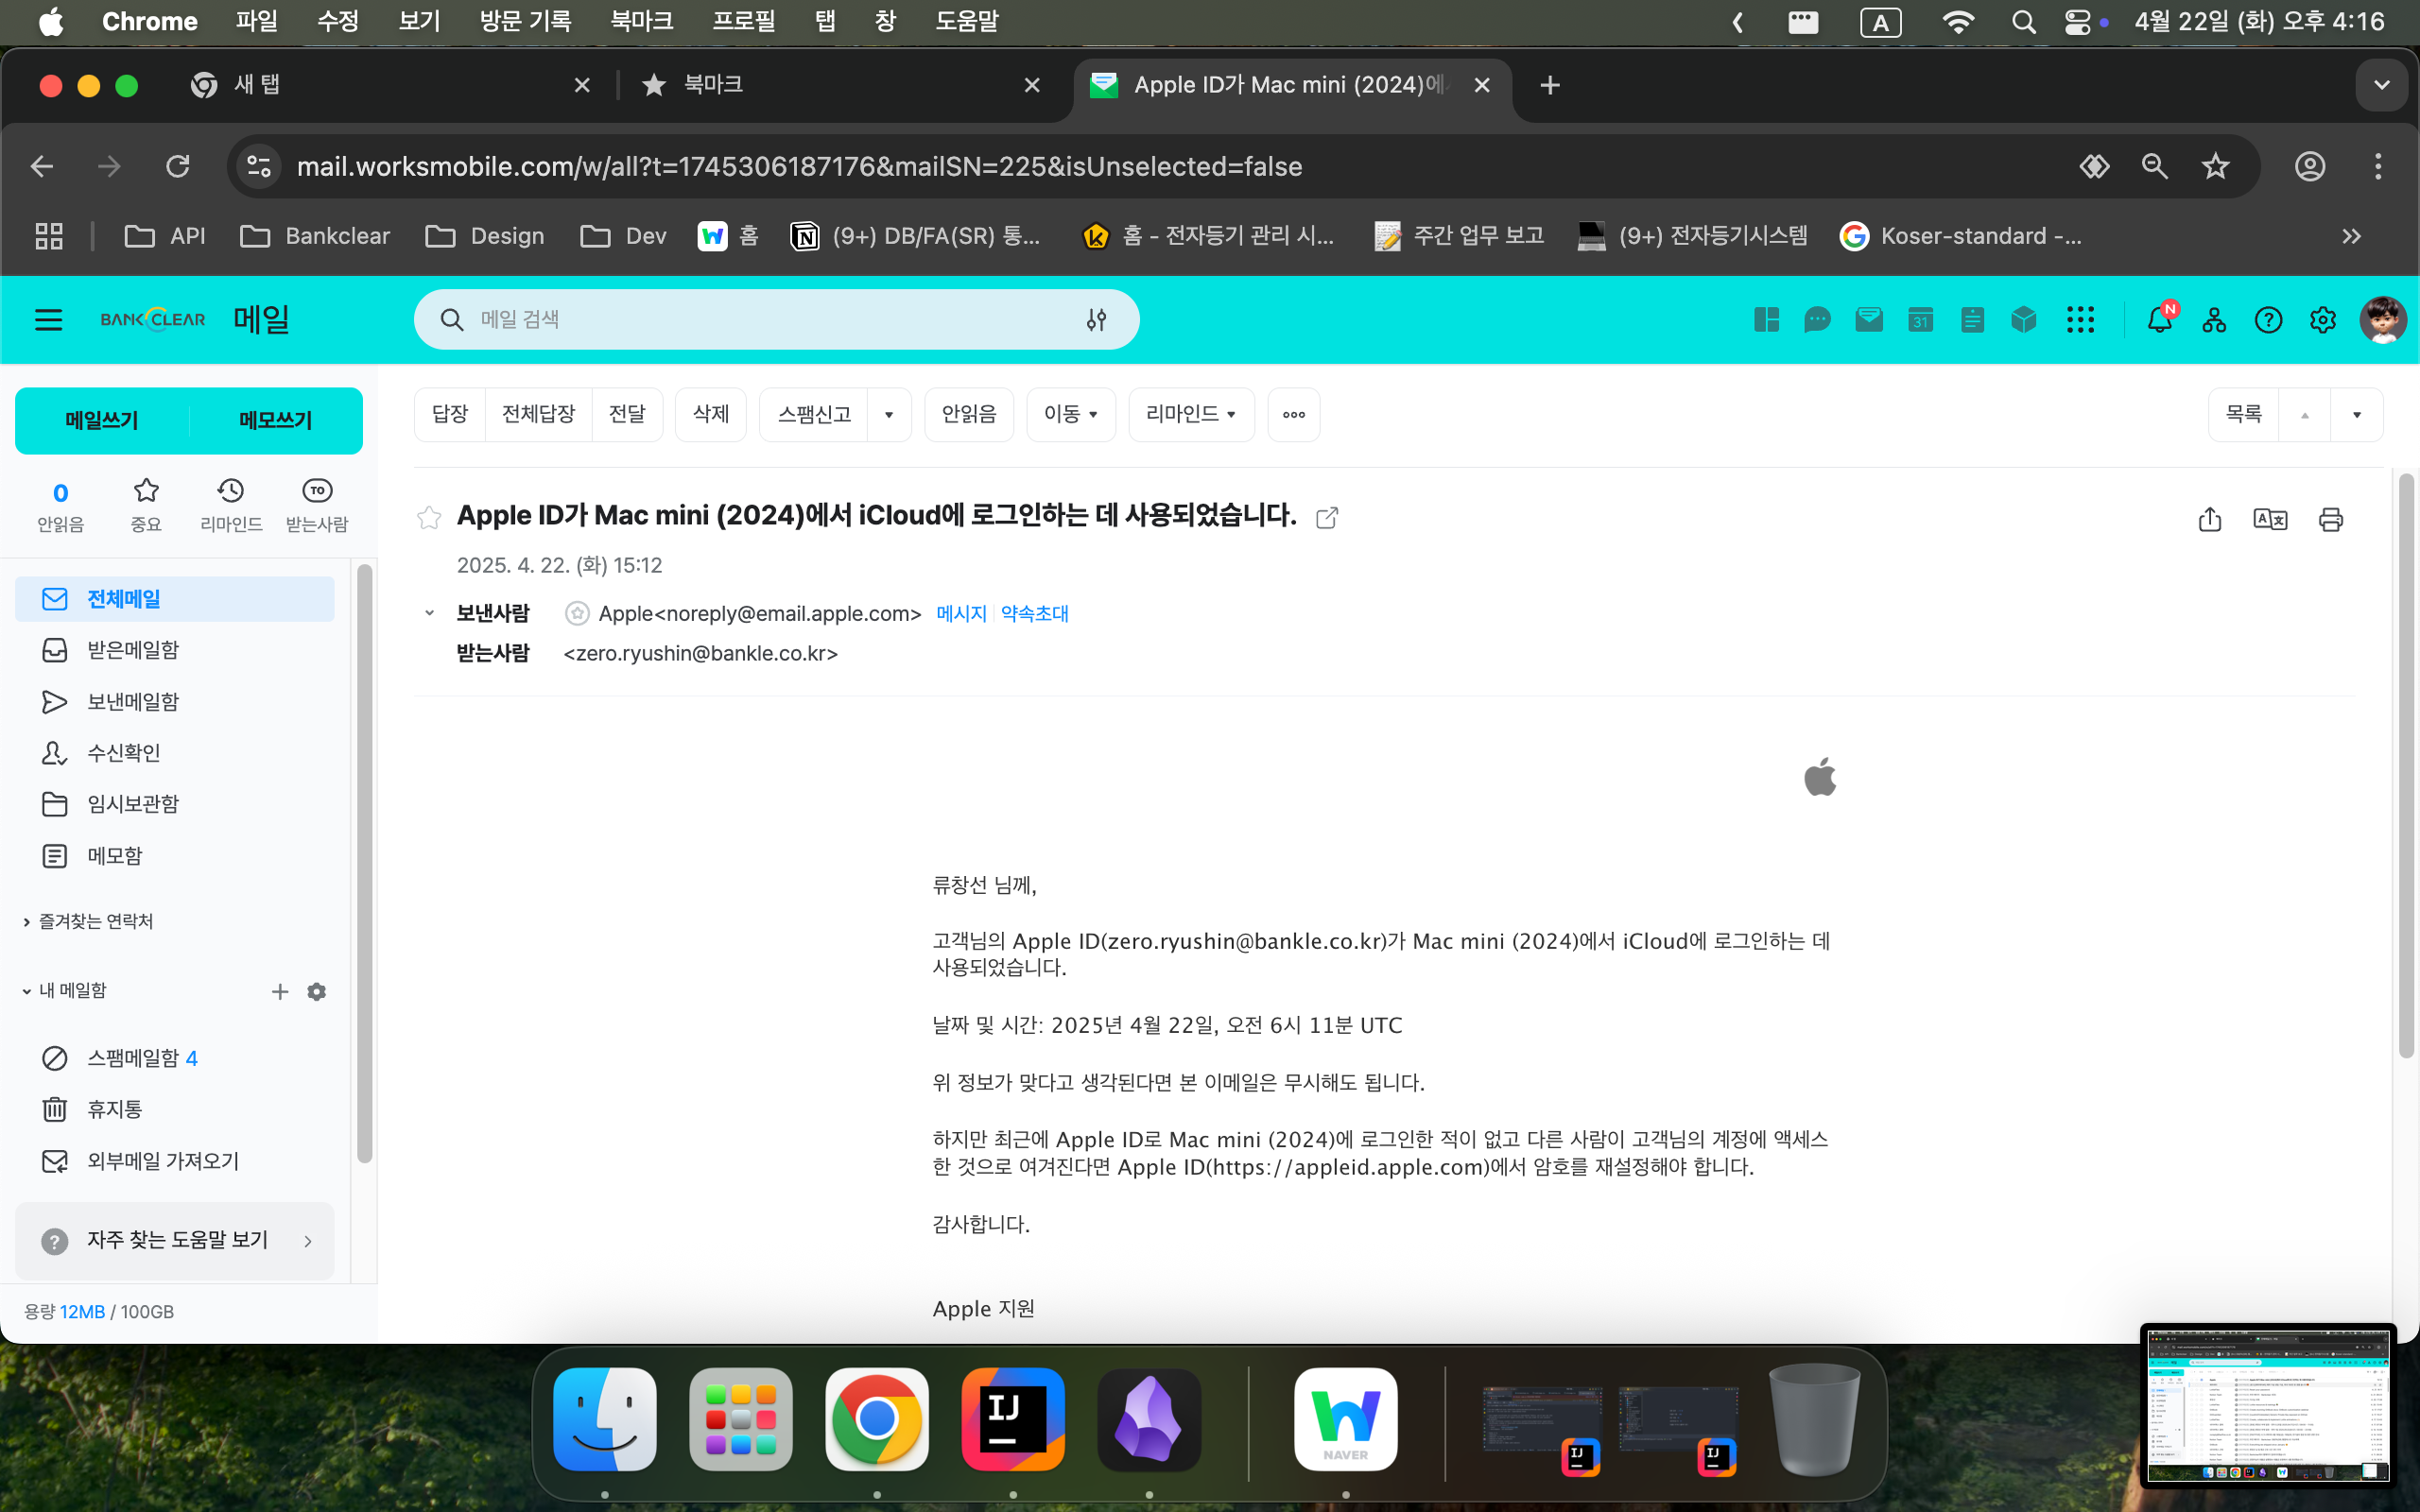 Chrome 파일 수정 보기 방문 기록 북마크 프로필 탭 창 도움말 A 4월 22일 (화) 오후 4:16
새 탭 북마크 Apple ID가 Mac mini (2024)에
mail.worksmobile.com/w/all?t=1745306187176&mailSN=225&isUnselected=false
API Bankclear Design Dev 홈 (9+) DB/FA(SR) 통... 홈 - 전자등기 관리 시... 주간 업무 보고 (9+) 전자등기시스템 Koser-standard -...
BANKCLEAR 메일 메일 검색 31 N
메일쓰기 메모쓰기 답장 전체답장 전달 삭제 스팸신고 안읽음 이동 리마인드 목록
0 TO
안읽음 중요 리마인드 받는사람
Apple ID가 Mac mini (2024)에서 iCloud에 로그인하는 데 사용되었습니다.
2025. 4. 22. (화) 15:12
보낸사람 Apple<noreply@email.apple.com> 메시지 약속초대
받는사람 <zero.ryushin@bankle.co.kr>
전체메일
받은메일함
보낸메일함
수신확인
임시보관함
메모함
즐겨찾는 연락처
내 메일함
스팸메일함 4
휴지통
외부메일 가져오기
자주 찾는 도움말 보기
용량 12MB / 100GB
류창선 님께,
고객님의 Apple ID(zero.ryushin@bankle.co.kr)가 Mac mini (2024)에서 iCloud에 로그인하는 데
사용되었습니다.
날짜 및 시간: 2025년 4월 22일, 오전 6시 11분 UTC
위 정보가 맞다고 생각된다면 본 이메일은 무시해도 됩니다.
하지만 최근에 Apple ID로 Mac mini (2024)에 로그인한 적이 없고 다른 사람이 고객님의 계정에 액세스
한 것으로 여겨진다면 Apple ID(https://appleid.apple.com)에서 암호를 재설정해야 합니다.
감사합니다.
Apple 지원
IJ
NAVER
IJ
IJ